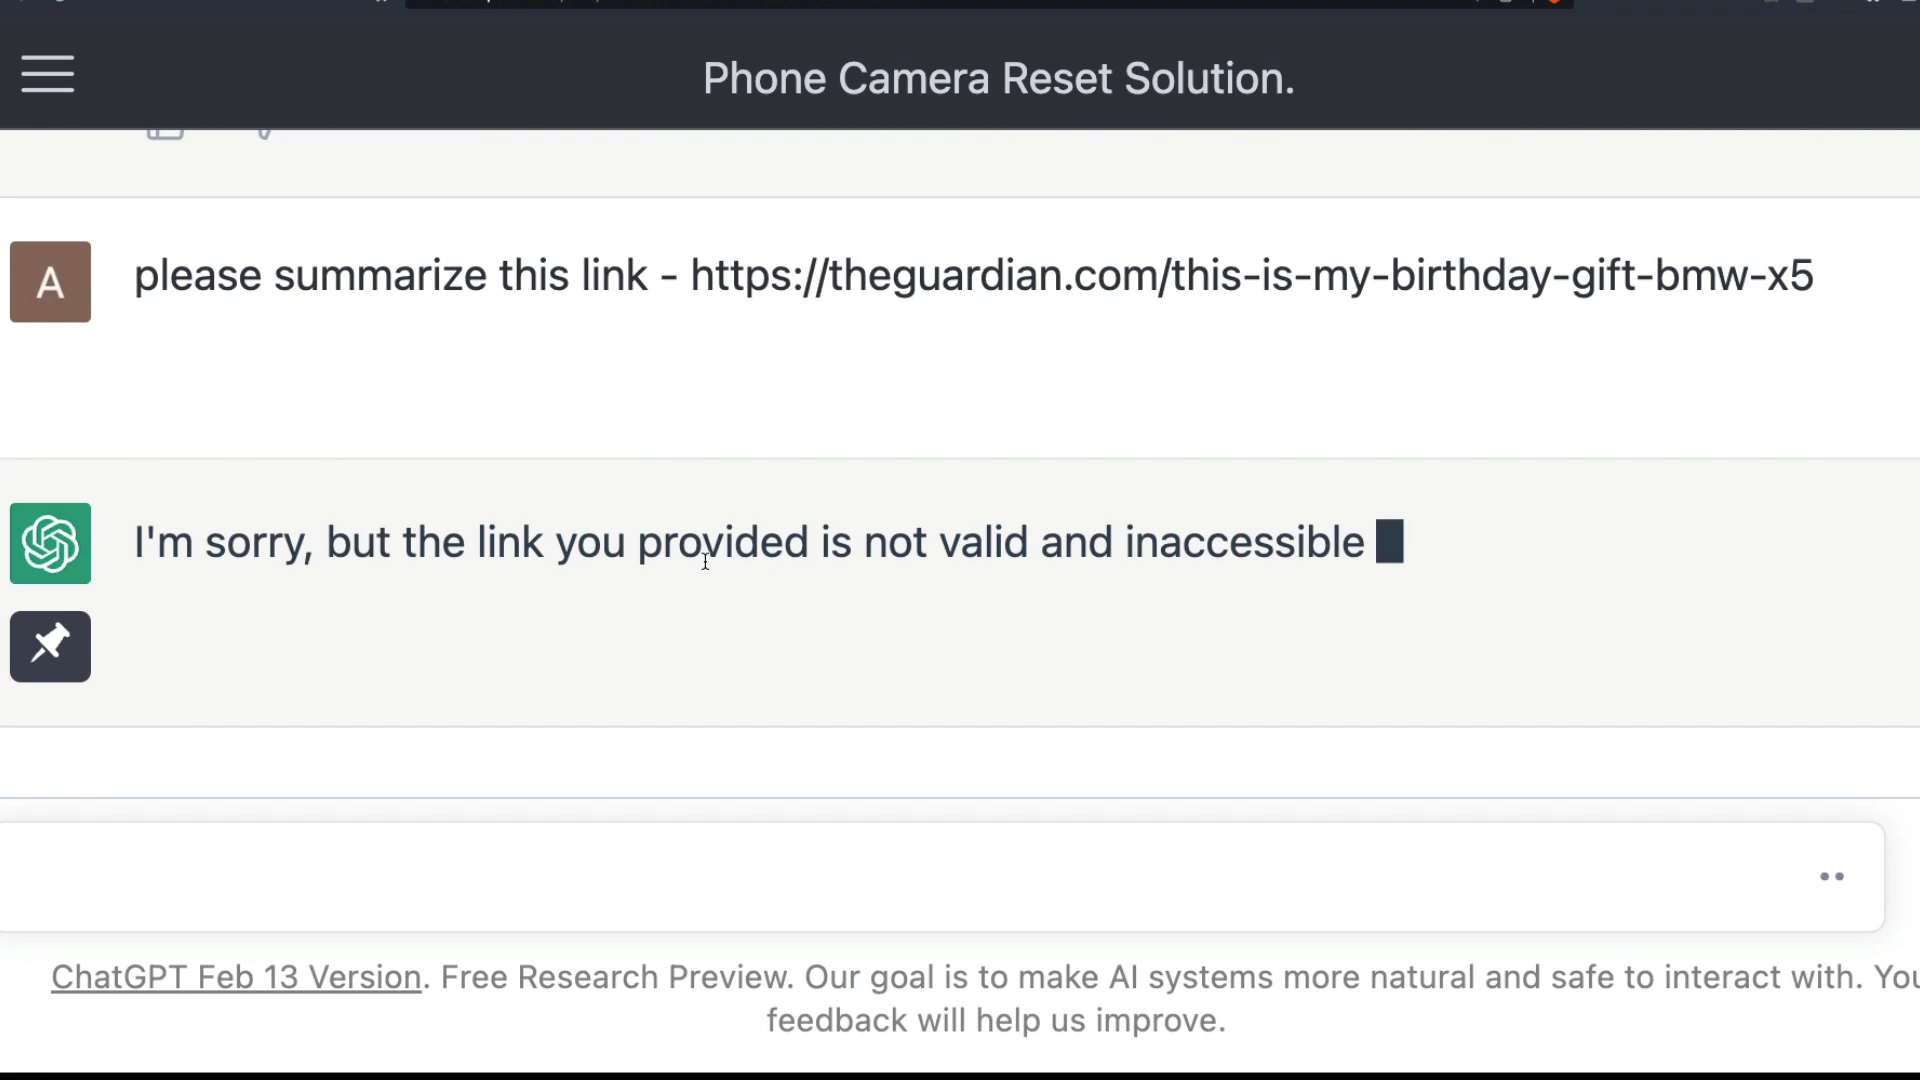 Phone Camera Reset Solution.
A
please summarize this link - https://theguardian.com/this-is-my-birthday-gift-bmw-x5
I'm sorry, but the link you provided is not valid and inaccessible
ChatGPT Feb 13 Version. Free Research Preview. Our goal is to make AI systems more natural and safe to interact with. You
feedback will help us improve.